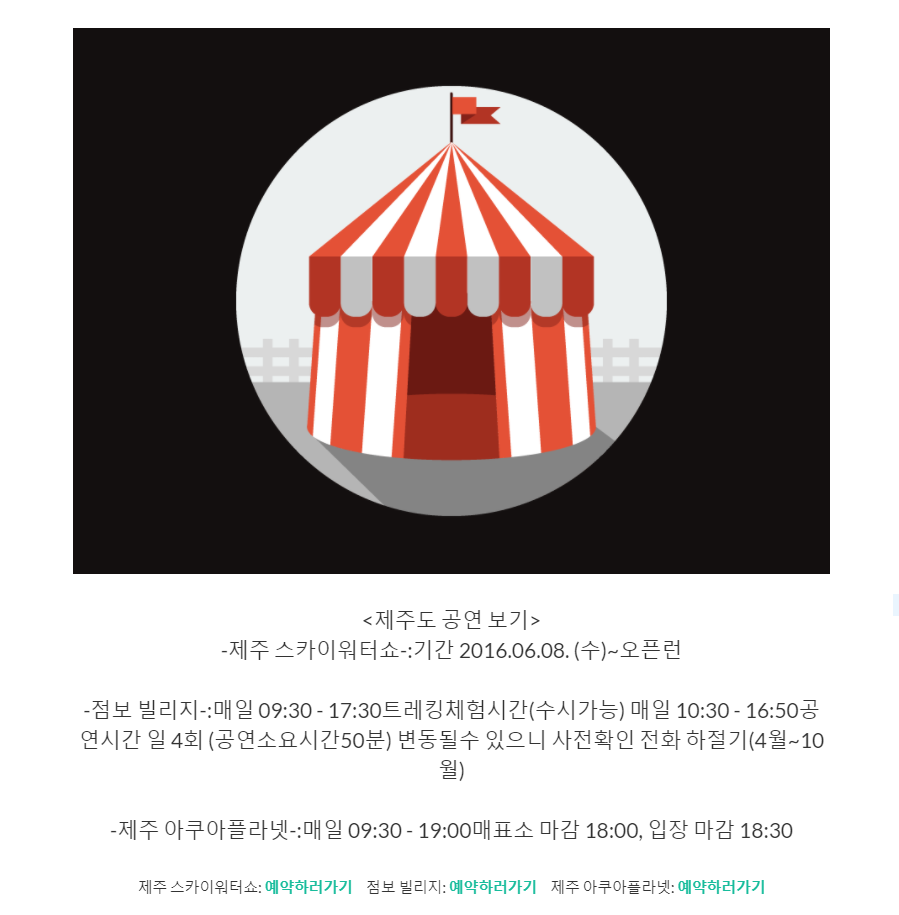 <제주도 공연 보기>
-제주 스카이워터쇼-:기간 2016.06.08. (수)~오픈런
-점보 빌리지-:매일 09:30 - 17:30트레킹체험시간(수시가능) 매일 10:30 - 16:50공
연시간 일 4회 (공연소요시간50분) 변동될수 있으니 사전확인 전화 하절기(4월~10
월)
-제주 아쿠아플라넷-:매일 09:30 - 19:00매표소 마감 18:00, 입장 마감 18:30
제주 스카이워터쇼: 예약하러가기 점보 빌리지: 예약하러가기 제주 아쿠아플라넷: 예약하러가기